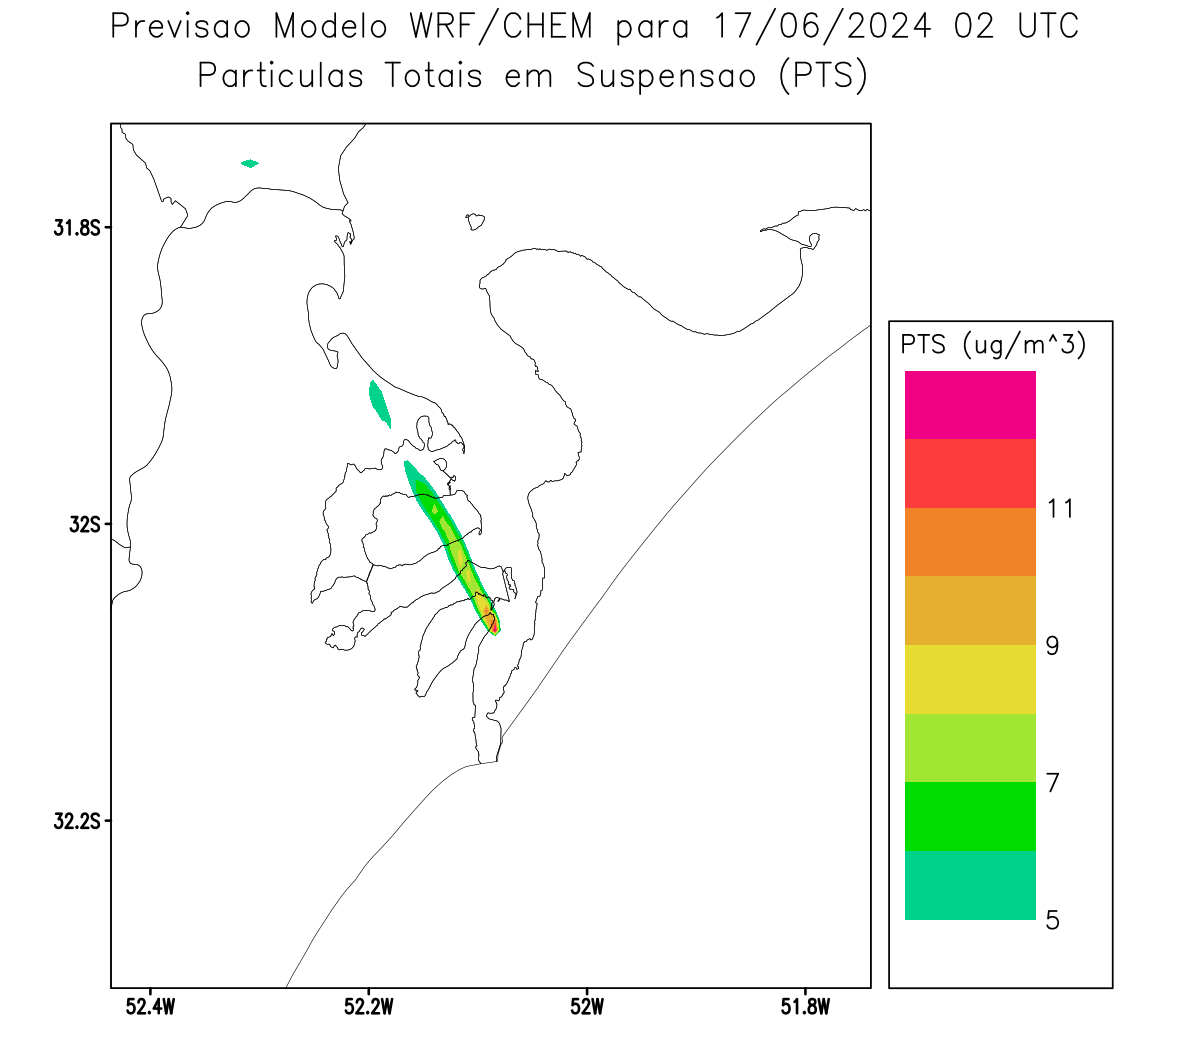 Previsao Modelo WRF/CHEM para 17/06/2024 02 UTC
Particulas Totais em Suspensao (PTS)
31.8S
32S
32.2S
52.4W
52.2W
52W
51.8W
PTS (ug/m^3)
11
9
7
5